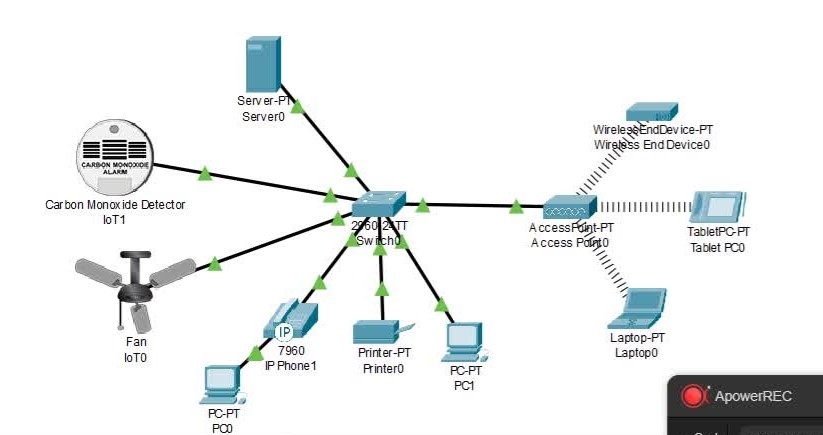 Server-PT
Server0
WirelessEndDevice-PT
Wireless End Device0
CARBON MONOXIDE
ALARM
Carbon Monoxide Detector
IoT1
2960-24TT
Switch0
AccessPoint-PT
Access Point0
TabletPC-PT
Tablet PC0
Fan
IoT0
IP
7960
IP Phone1
Printer-PT
Printer0
PC-PT
PC1
Laptop-PT
Laptop0
PC-PT
PC0
ApowerREC